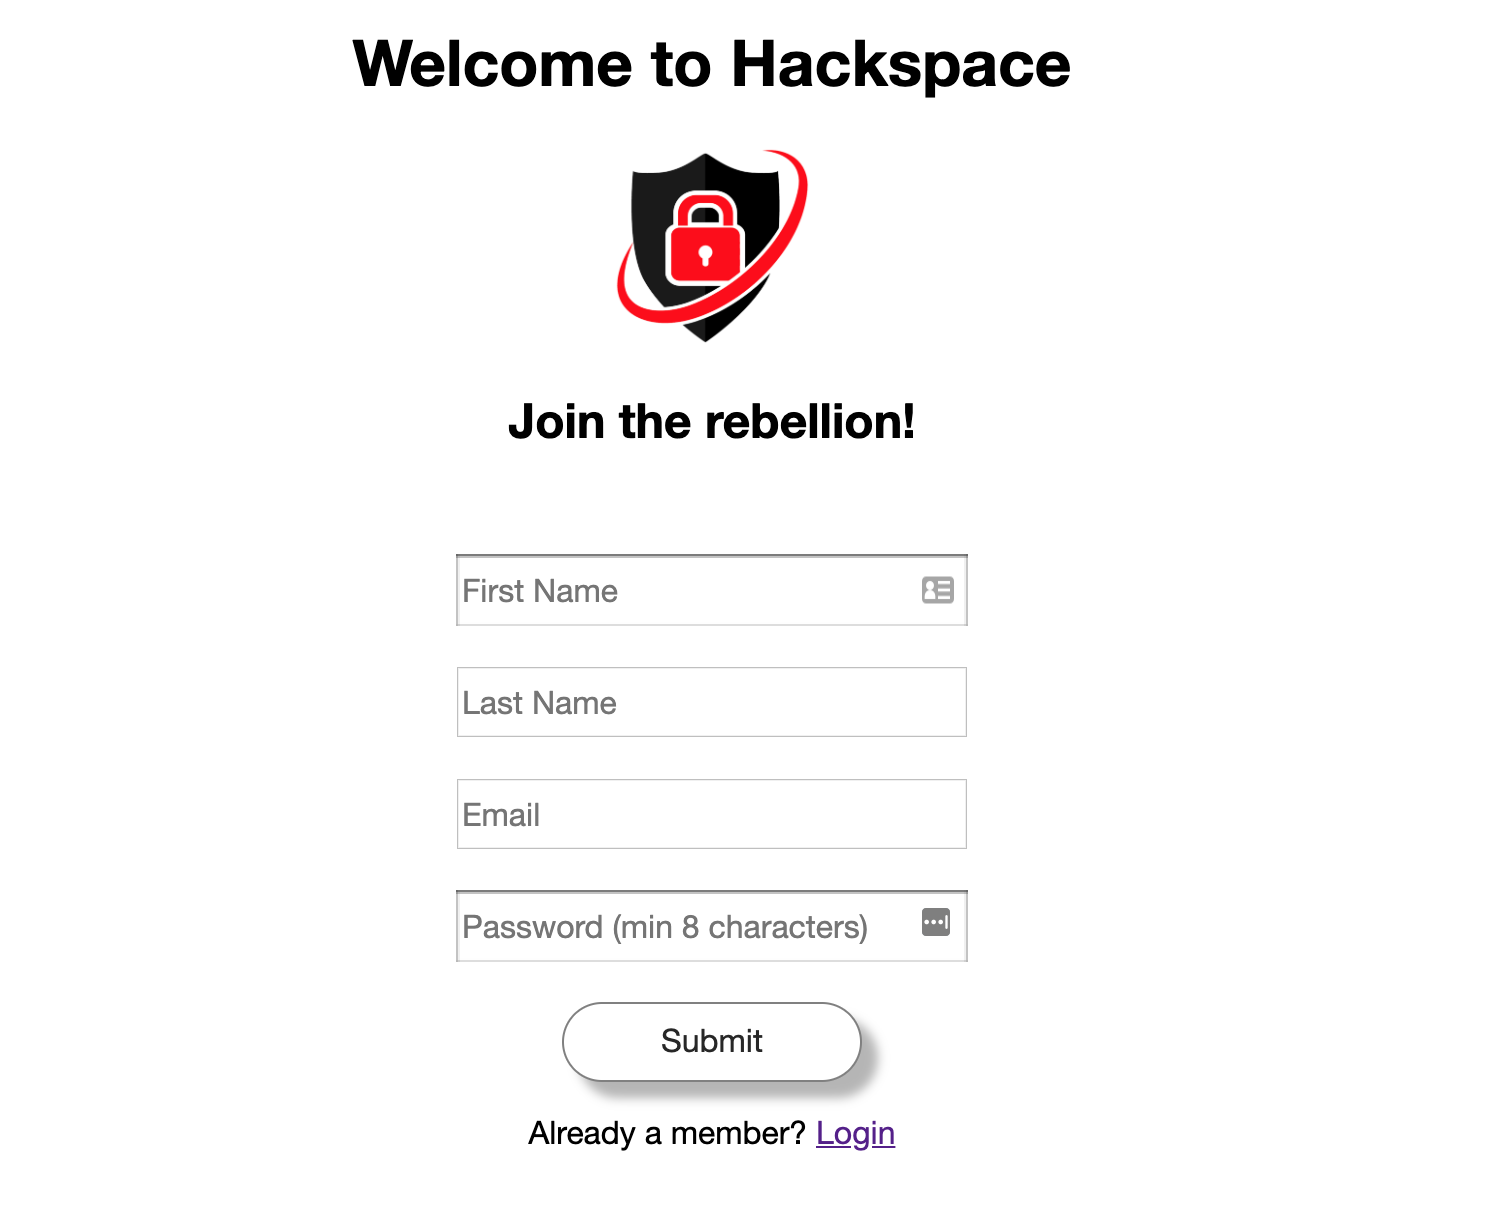 Welcome to Hackspace
Join the rebellion!
First Name
Last Name
Email
Password (min 8 characters)
Submit
Already a member? Login